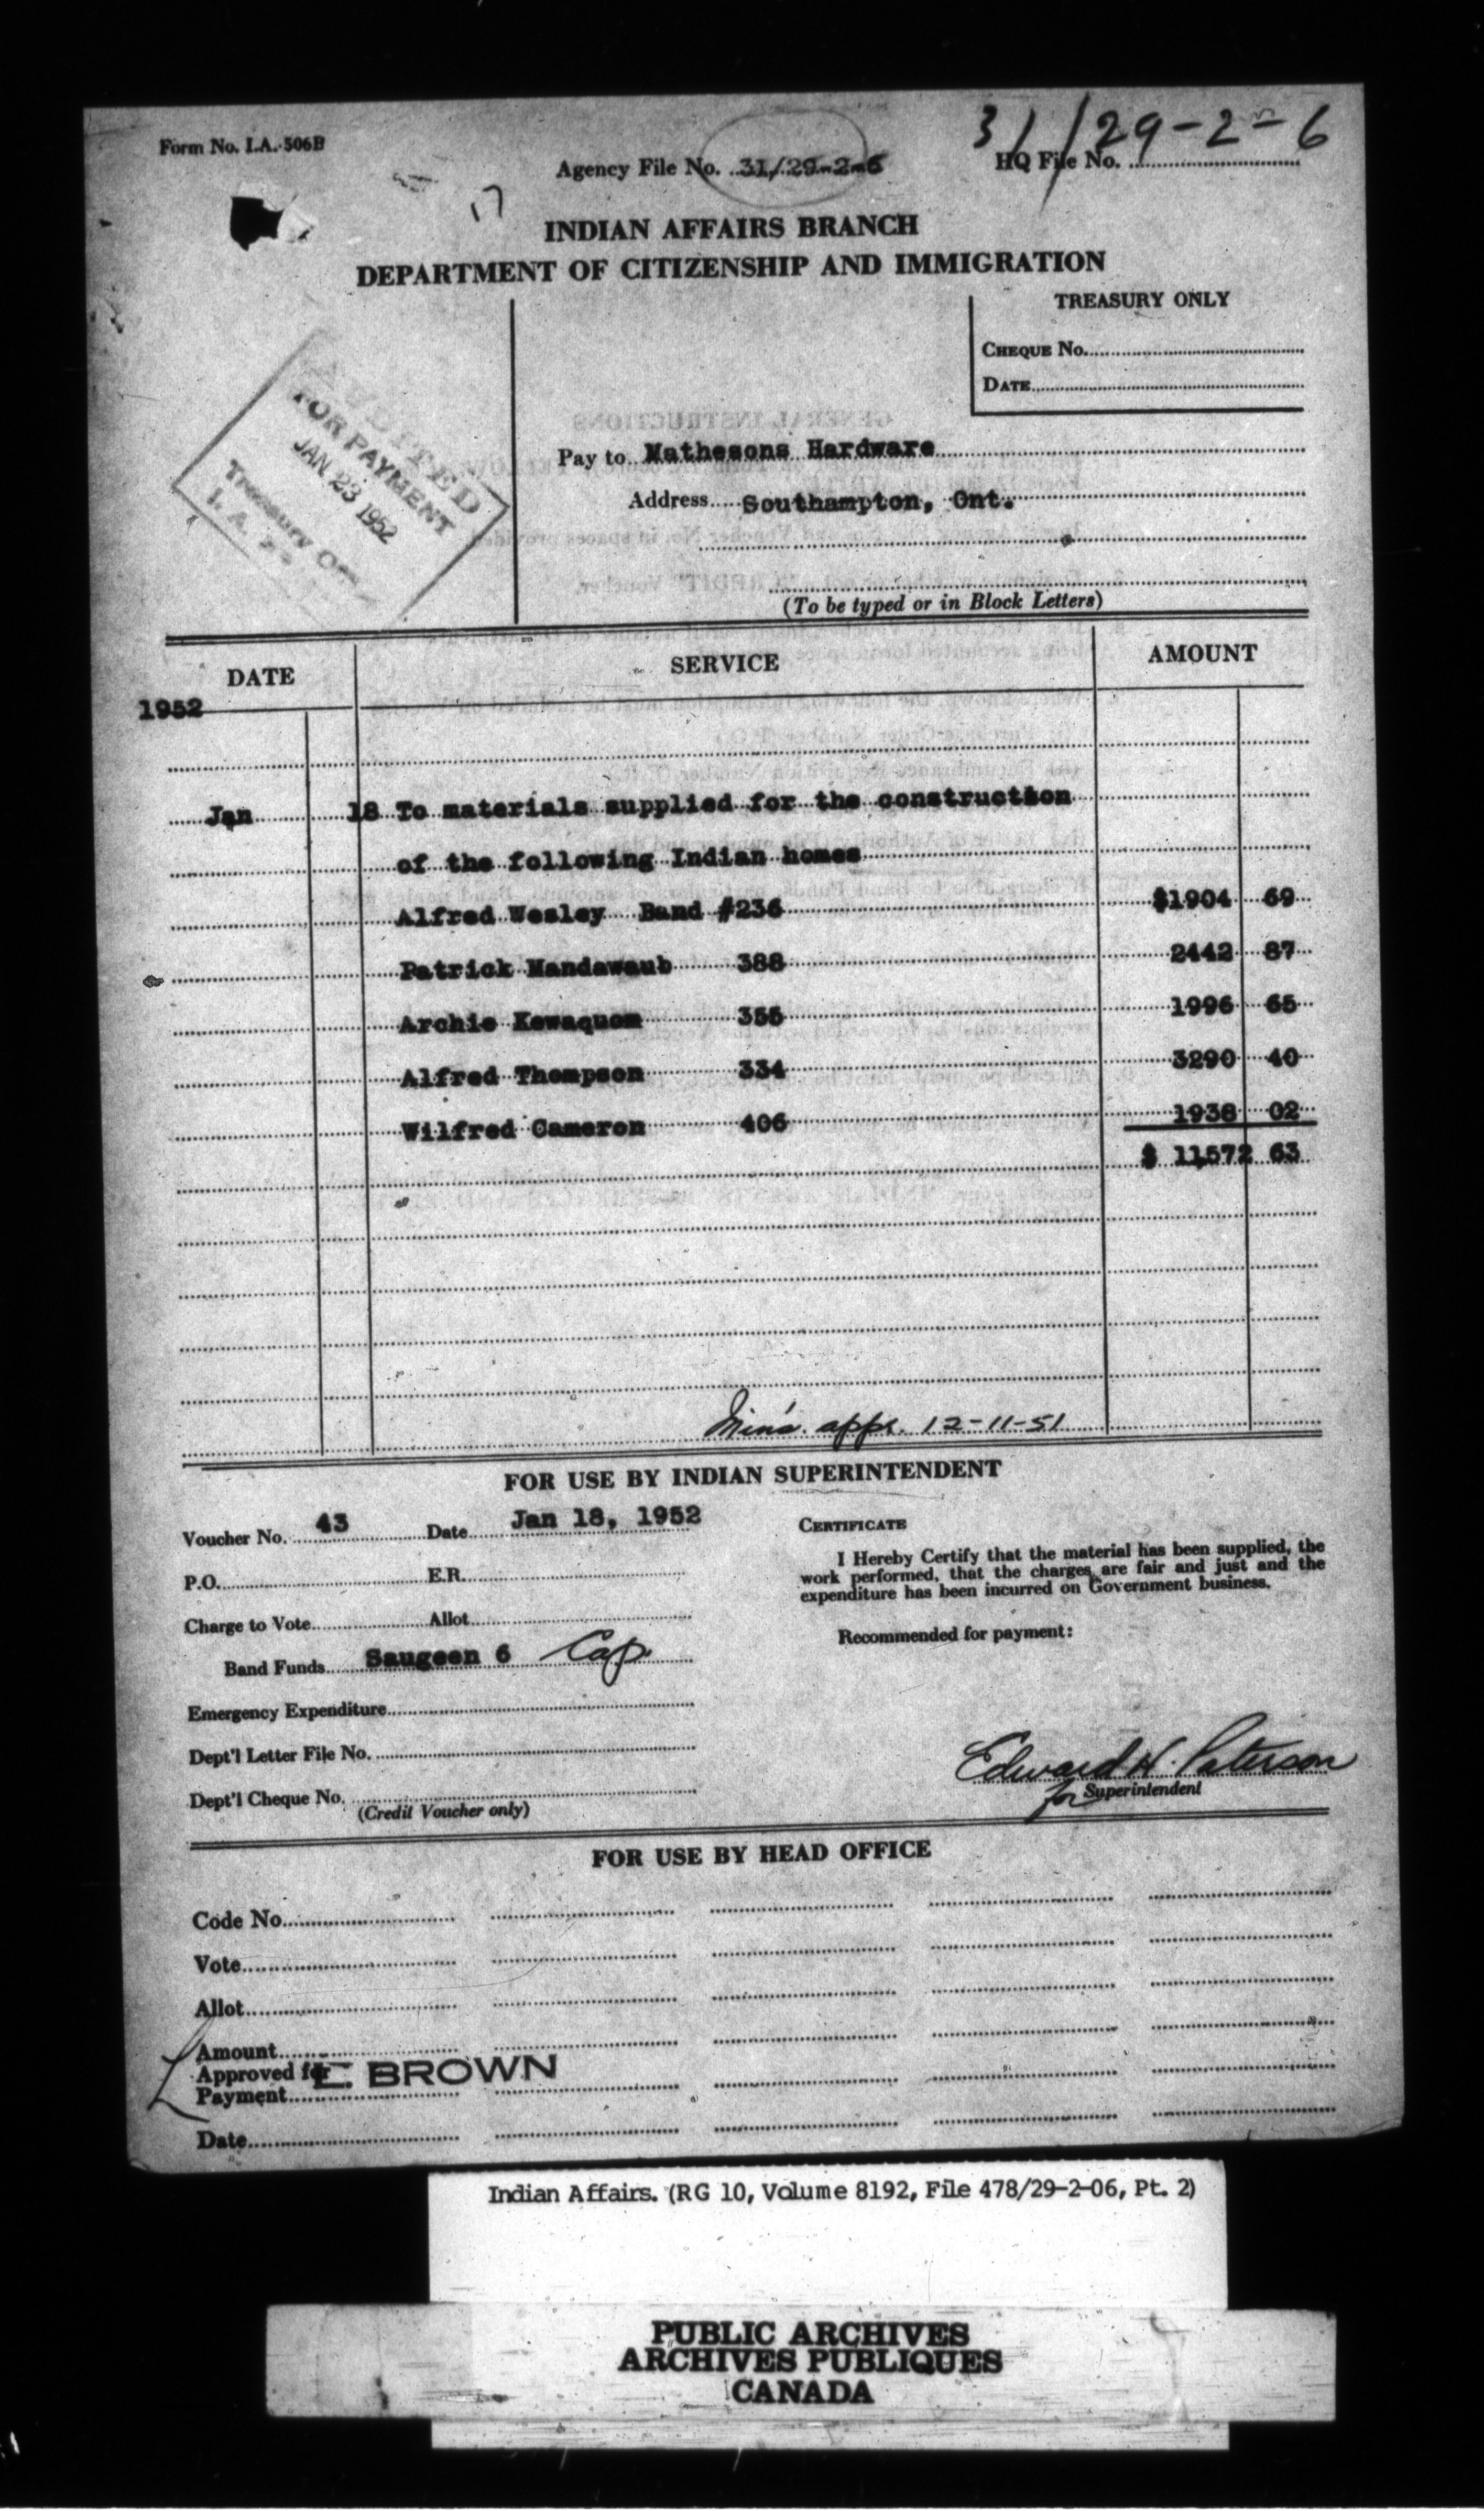 Form No. I.A. 506B
Agency File No. 31/29-2-6
HQ File No. 31/29-2-6
17
INDIAN AFFAIRS BRANCH
DEPARTMENT OF CITIZENSHIP AND IMMIGRATION
TREASURY ONLY
CHEQUE No.
DATE
AUDITED
FOR PAYMENT
JAN 23 1952
Treasury
I. A.
Pay to Mathesons Hardware
Address Southampton, Ont.
(To be typed or in Block Letters)
DATE SERVICE AMOUNT
1952
Jan 18 To materials supplied for the construction
of the following Indian homes
Alfred Wesley Band #236 $1904 69
Patrick Mandawaub 388 2442 87
Archie Kewaquom 355 1996 65
Alfred Thompson 334 3290 40
Wilfred Cameron 406 1938 02
$ 11,572 63
Min's. appr. 12-11-51
FOR USE BY INDIAN SUPERINTENDENT
Voucher No. 43 Date Jan 18, 1952
P.O. E.R.
Charge to Vote Allot.
Band Funds Saugeen 6 Cap
Emergency Expenditure
Dept'l Letter File No.
Dept'l Cheque No.
(Credit Voucher only)
CERTIFICATE
I Hereby Certify that the material has been supplied, the
work performed, that the charges are fair and just and the
expenditure has been incurred on Government business.
Recommended for payment:
Edward H. Paterson
for Superintendent
FOR USE BY HEAD OFFICE
Code No.
Vote
Allot.
Amount
Approved for
Payment E. BROWN
Date
Indian Affairs. (RG 10, Volume 8192, File 478/29-2-06, Pt. 2)
PUBLIC ARCHIVES
ARCHIVES PUBLIQUES
CANADA